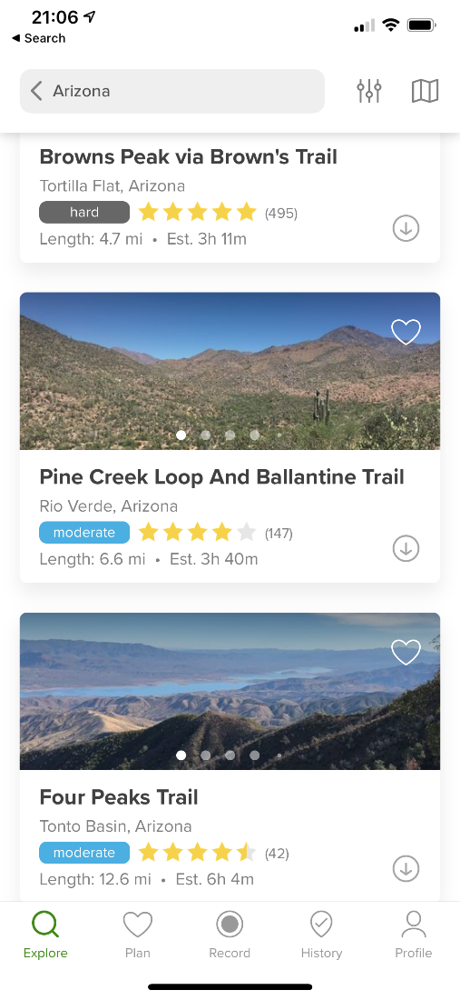 21:06
Search
Arizona
Browns Peak via Brown's Trail
Tortilla Flat, Arizona
hard (495)
Length: 4.7 mi • Est. 3h 11m
Pine Creek Loop And Ballantine Trail
Rio Verde, Arizona
moderate (147)
Length: 6.6 mi • Est. 3h 40m
Four Peaks Trail
Tonto Basin, Arizona
moderate (42)
Length: 12.6 mi • Est. 6h 4m
Explore Plan Record History Profile